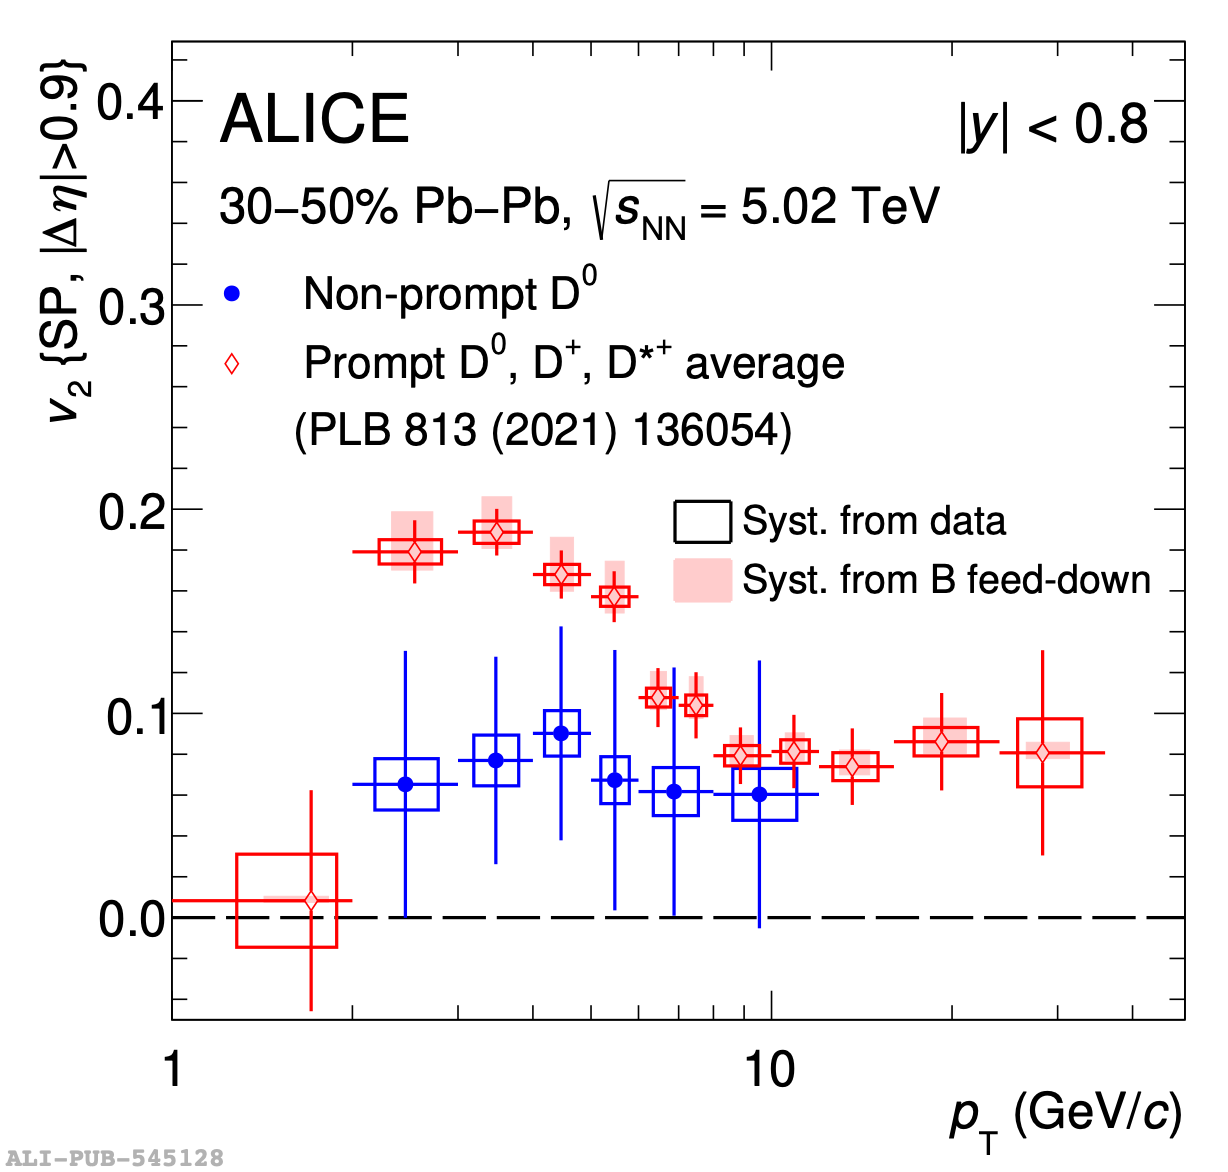 v2 {SP, |Δη|>0.9}
0.4
0.3
0.2
0.1
0.0
ALICE
|y| < 0.8
30–50% Pb–Pb, √sNN = 5.02 TeV
Non-prompt D0
Prompt D0, D+, D*+ average
(PLB 813 (2021) 136054)
Syst. from data
Syst. from B feed-down
1
10
pT (GeV/c)
ALI-PUB-545128